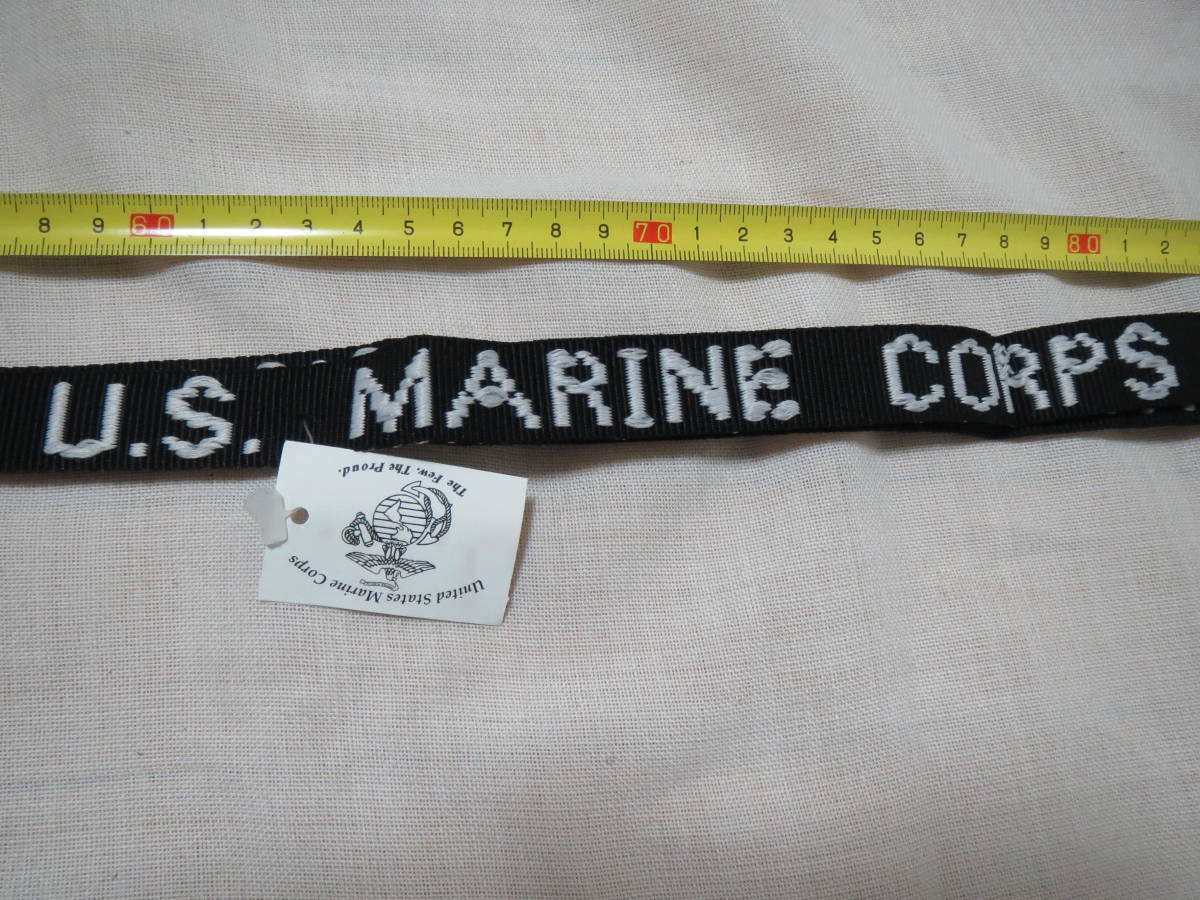 8 9 60 1 2 3 4 5 6 7 8 9 70 1 2 3 4 5 6 7 8 9 80 1 2
U.S. MARINE CORPS
United States Marine Corps
The Few. The Proud.